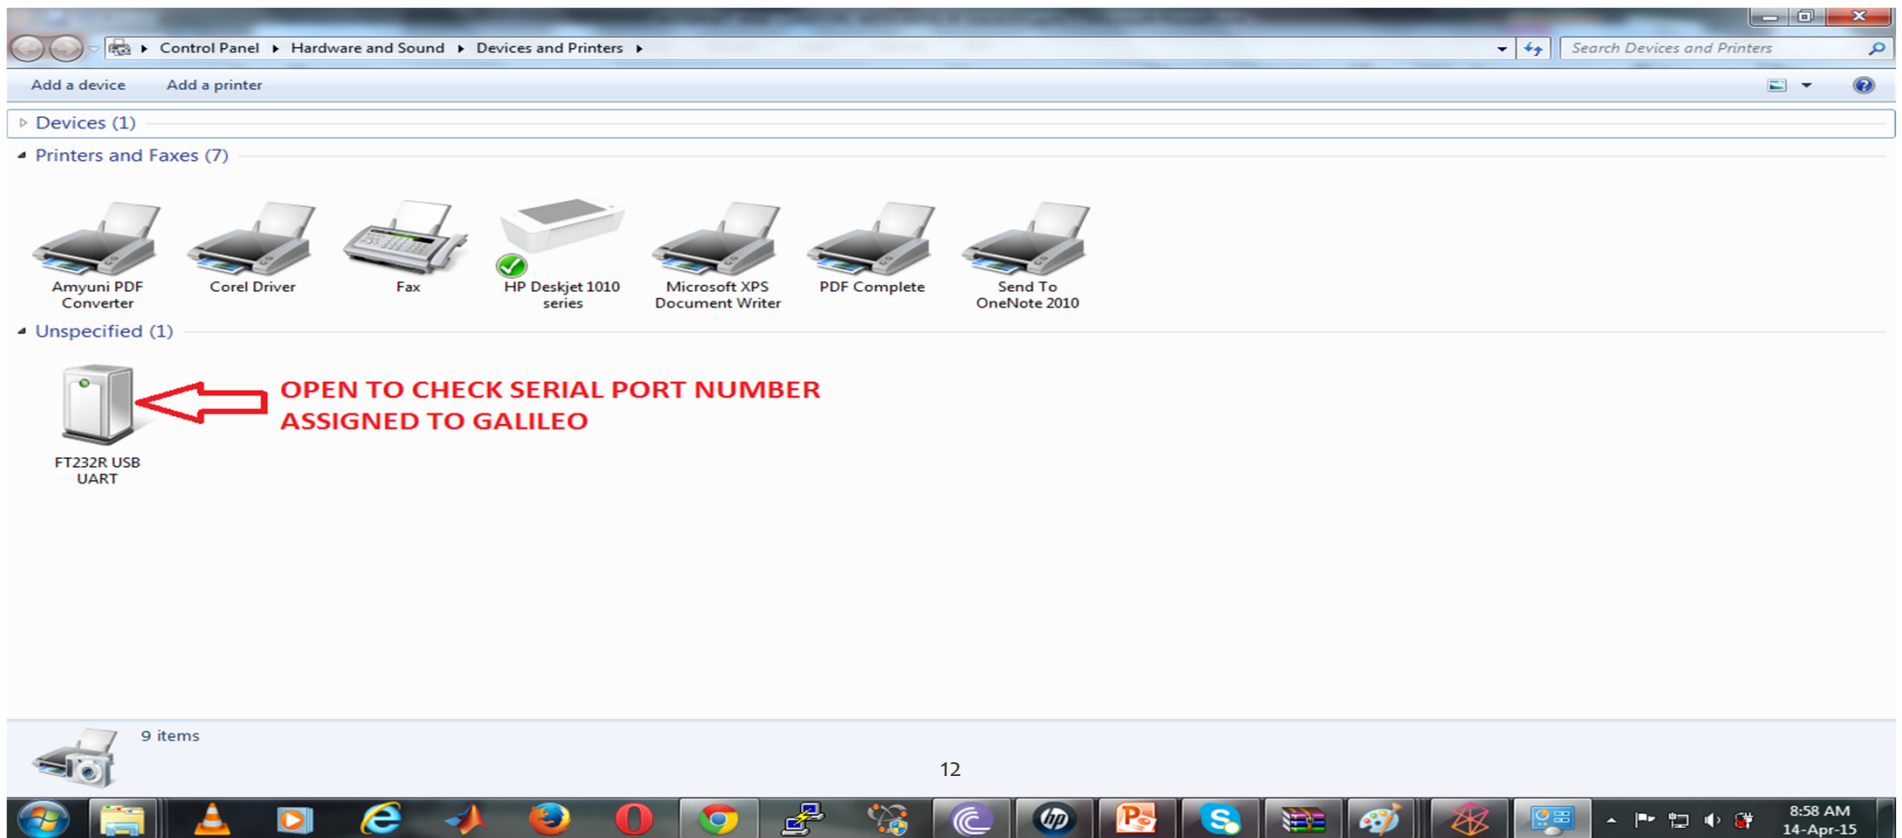 Control Panel Hardware and Sound Devices and Printers
Search Devices and Printers
Add a device Add a printer
Devices (1)
Printers and Faxes (7)
Amyuni PDF Converter
Corel Driver
Fax
HP Deskjet 1010 series
Microsoft XPS Document Writer
PDF Complete
Send To OneNote 2010
Unspecified (1)
OPEN TO CHECK SERIAL PORT NUMBER
ASSIGNED TO GALILEO
FT232R USB
UART
9 items
12
8:58 AM
14-Apr-15